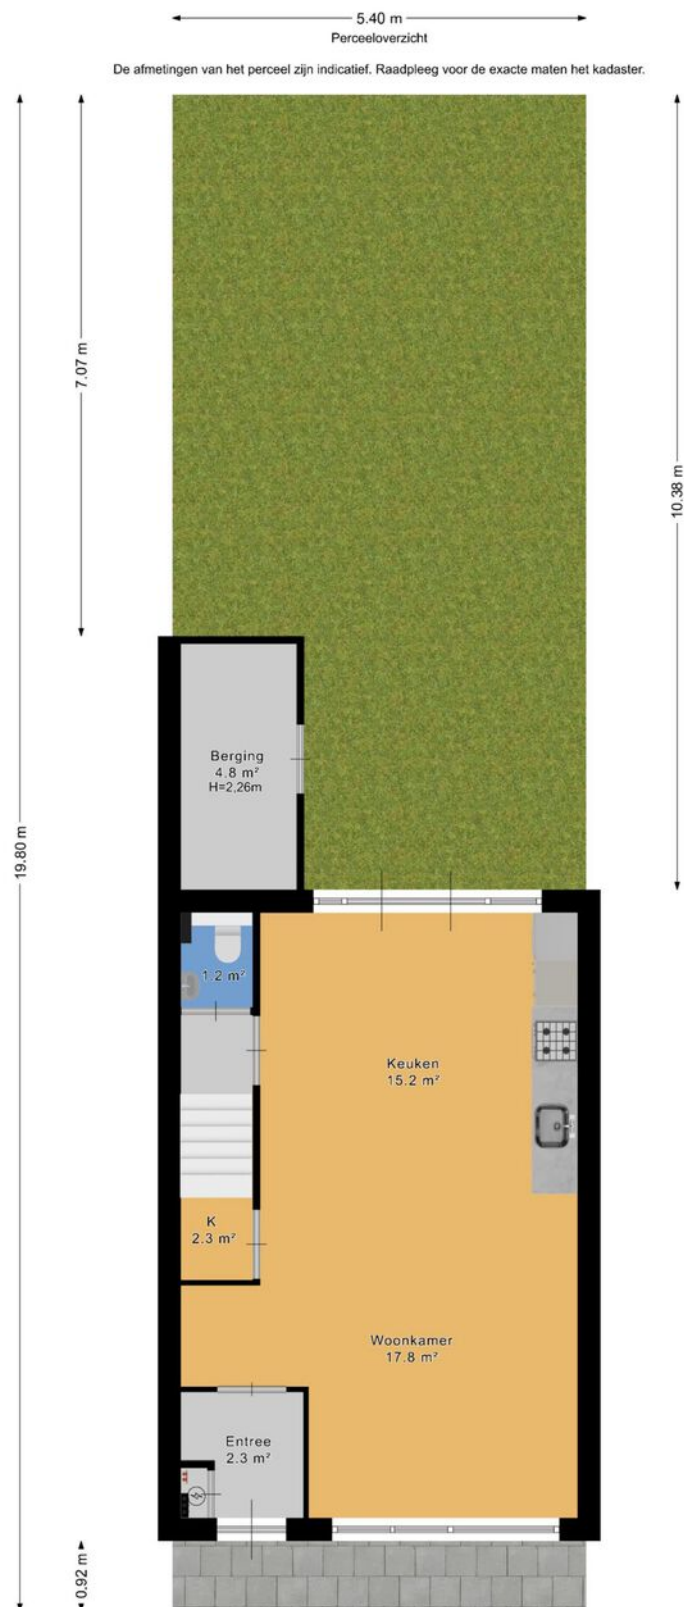 5.40 m
Perceeloverzicht
De afmetingen van het perceel zijn indicatief. Raadpleeg voor de exacte maten het kadaster.
7.07 m
10.38 m
19.80 m
Berging
4.8 m²
H=2,26m
1.2 m²
Keuken
15.2 m²
K
2.3 m²
Woonkamer
17.8 m²
Entree
2.3 m²
0.92 m